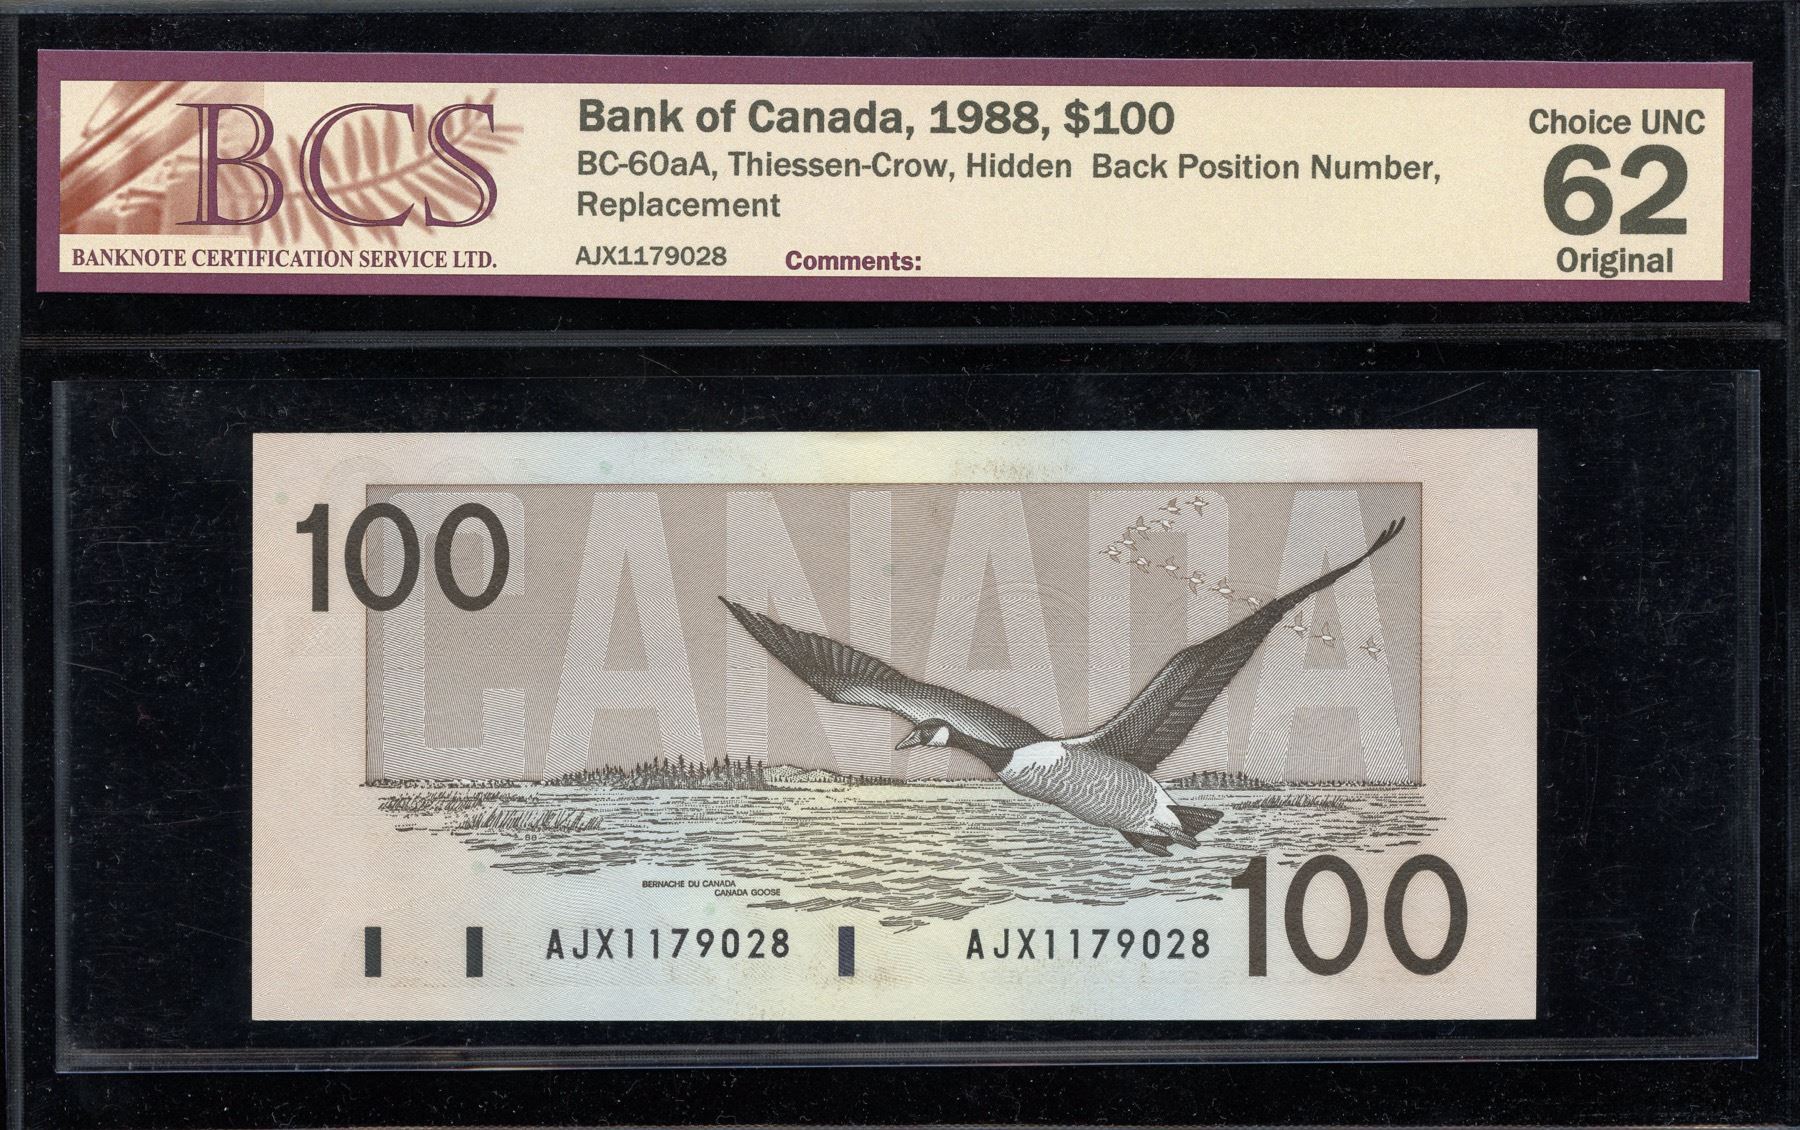 BCS
BANKNOTE CERTIFICATION SERVICE LTD.
Bank of Canada, 1988, $100
BC-60aA, Thiessen-Crow, Hidden Back Position Number,
Replacement
AJX1179028 Comments:
Choice UNC
62
Original
100
CANADA
BERNACHE DU CANADA
CANADA GOOSE
AJX1179028 AJX1179028
100